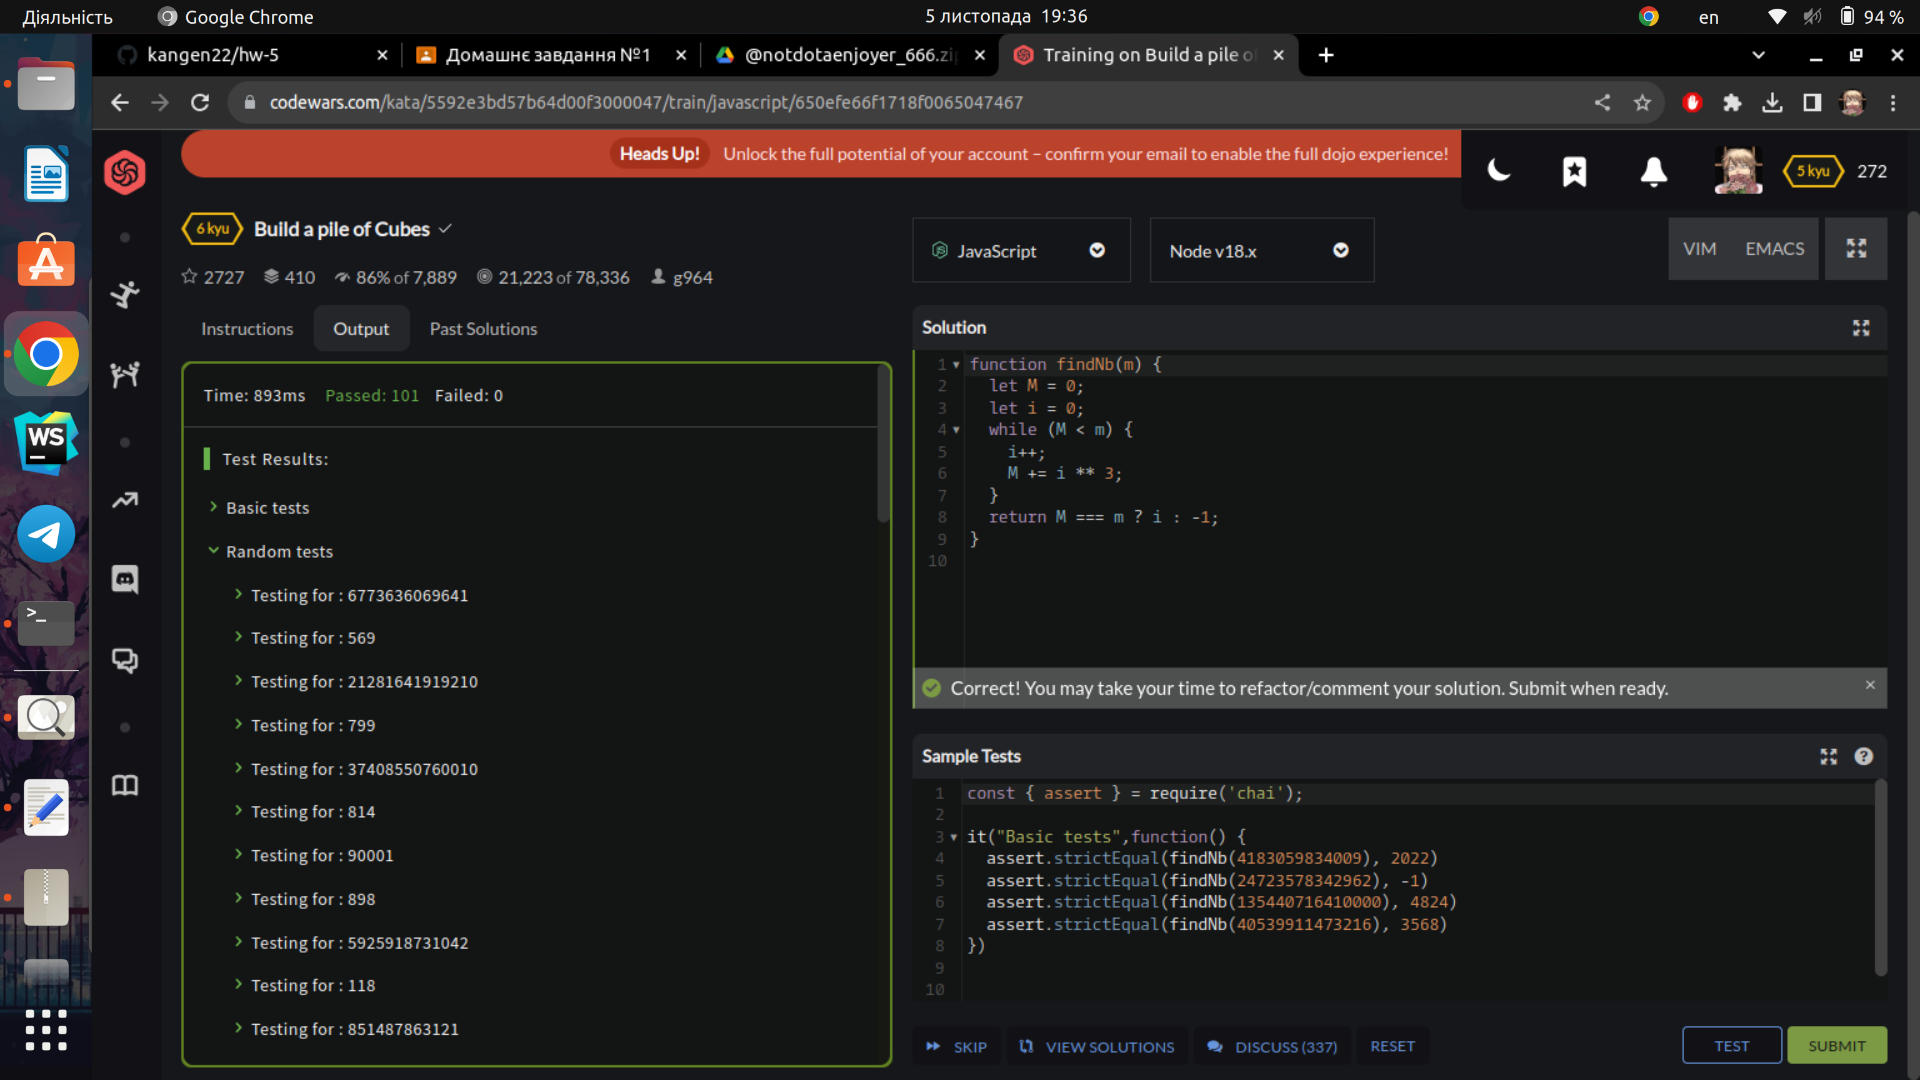 Діяльність
Google Chrome
5 листопада 19:36
en
94 %
kangen22/hw-5
Домашнє завдання №1
@notdotaenjoyer_666.zip
Training on Build a pile of
codewars.com/kata/5592e3bd57b64d00f3000047/train/javascript/650efe66f1718f0065047467
Heads Up! Unlock the full potential of your account – confirm your email to enable the full dojo experience!
5 kyu 272
6 kyu Build a pile of Cubes
2727 410 86% of 7,889 21,223 of 78,336 g964
JavaScript
Node v18.x
VIM EMACS
Instructions Output Past Solutions
Time: 893ms Passed: 101 Failed: 0
Test Results:
Basic tests
Random tests
Testing for : 6773636069641
Testing for : 569
Testing for : 21281641919210
Testing for : 799
Testing for : 37408550760010
Testing for : 814
Testing for : 90001
Testing for : 898
Testing for : 5925918731042
Testing for : 118
Testing for : 851487863121
Solution
1 function findNb(m) {
2 let M = 0;
3 let i = 0;
4 while (M < m) {
5 i++;
6 M += i ** 3;
7 }
8 return M === m ? i : -1;
9 }
10
Correct! You may take your time to refactor/comment your solution. Submit when ready.
Sample Tests
1 const { assert } = require('chai');
2
3 it("Basic tests",function() {
4 assert.strictEqual(findNb(4183059834009), 2022)
5 assert.strictEqual(findNb(24723578342962), -1)
6 assert.strictEqual(findNb(135440716410000), 4824)
7 assert.strictEqual(findNb(40539911473216), 3568)
8 })
9
10
SKIP VIEW SOLUTIONS DISCUSS (337) RESET
TEST SUBMIT
WS